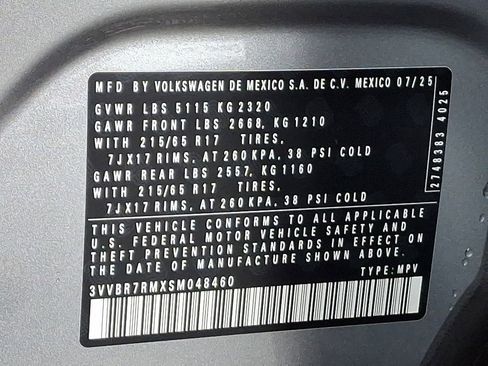 MFD BY VOLKSWAGEN DE MEXICO S.A. DE C.V. MEXICO 07/25
GVWR LBS 5115 KG 2320
GAWR FRONT LBS 2668, KG 1210
WITH 215/65 R17 TIRES,
7JX17 RIMS, AT 260 KPA, 38 PSI COLD
GAWR REAR LBS 2557, KG 1160
WITH 215/65 R17 TIRES,
7JX17 RIMS, AT 260 KPA, 38 PSI COLD
THIS VEHICLE CONFORMS TO ALL APPLICABLE
U.S. FEDERAL MOTOR VEHICLE SAFETY AND
THEFT PREVENTION STANDARDS IN EFFECT ON
THE DATE OF MANUFACTURE SHOWN ABOVE.
3VVBR7RMXSM048460 TYPE: MPV
2748383 4025